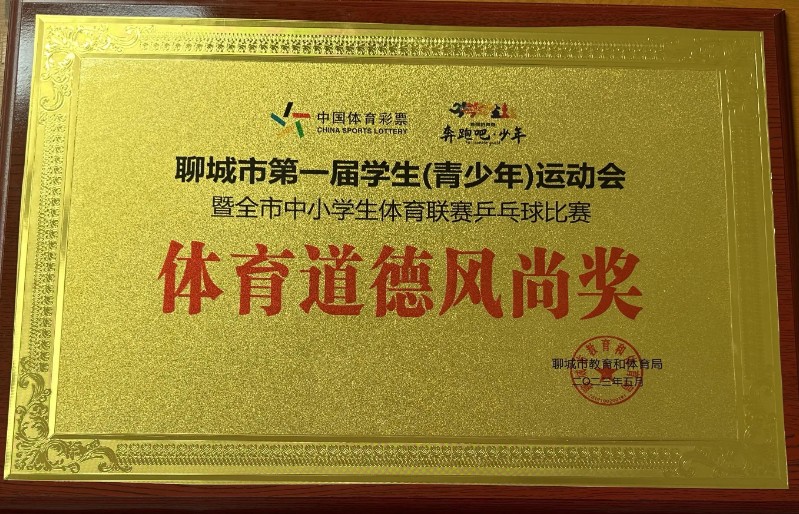 中国体育彩票
CHINA SPORTS LOTTERY
奔跑吧·少年
聊城市第一届学生(青少年)运动会
暨全市中小学生体育联赛乒乓球比赛
体育道德风尚奖
聊城市教育和体育局
二〇二三年五月